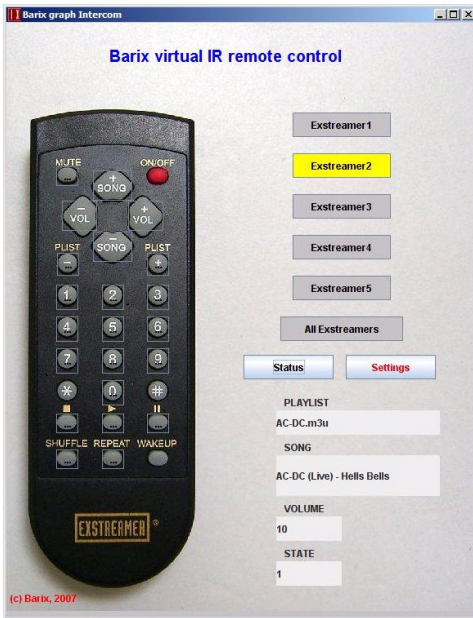 Barix graph Intercom
Barix virtual IR remote control
MUTE ON/OFF
+
SONG
− VOL + VOL
−
PLIST SONG PLIST
− +
1 2 3
4 5 6
7 8 9
* 0 #
SHUFFLE REPEAT WAKEUP
EXSTREAMER ®
Exstreamer1
Exstreamer2
Exstreamer3
Exstreamer4
Exstreamer5
All Exstreamers
Status Settings
PLAYLIST
AC-DC.m3u
SONG
AC-DC (Live) - Hells Bells
VOLUME
10
STATE
1
(c) Barix, 2007